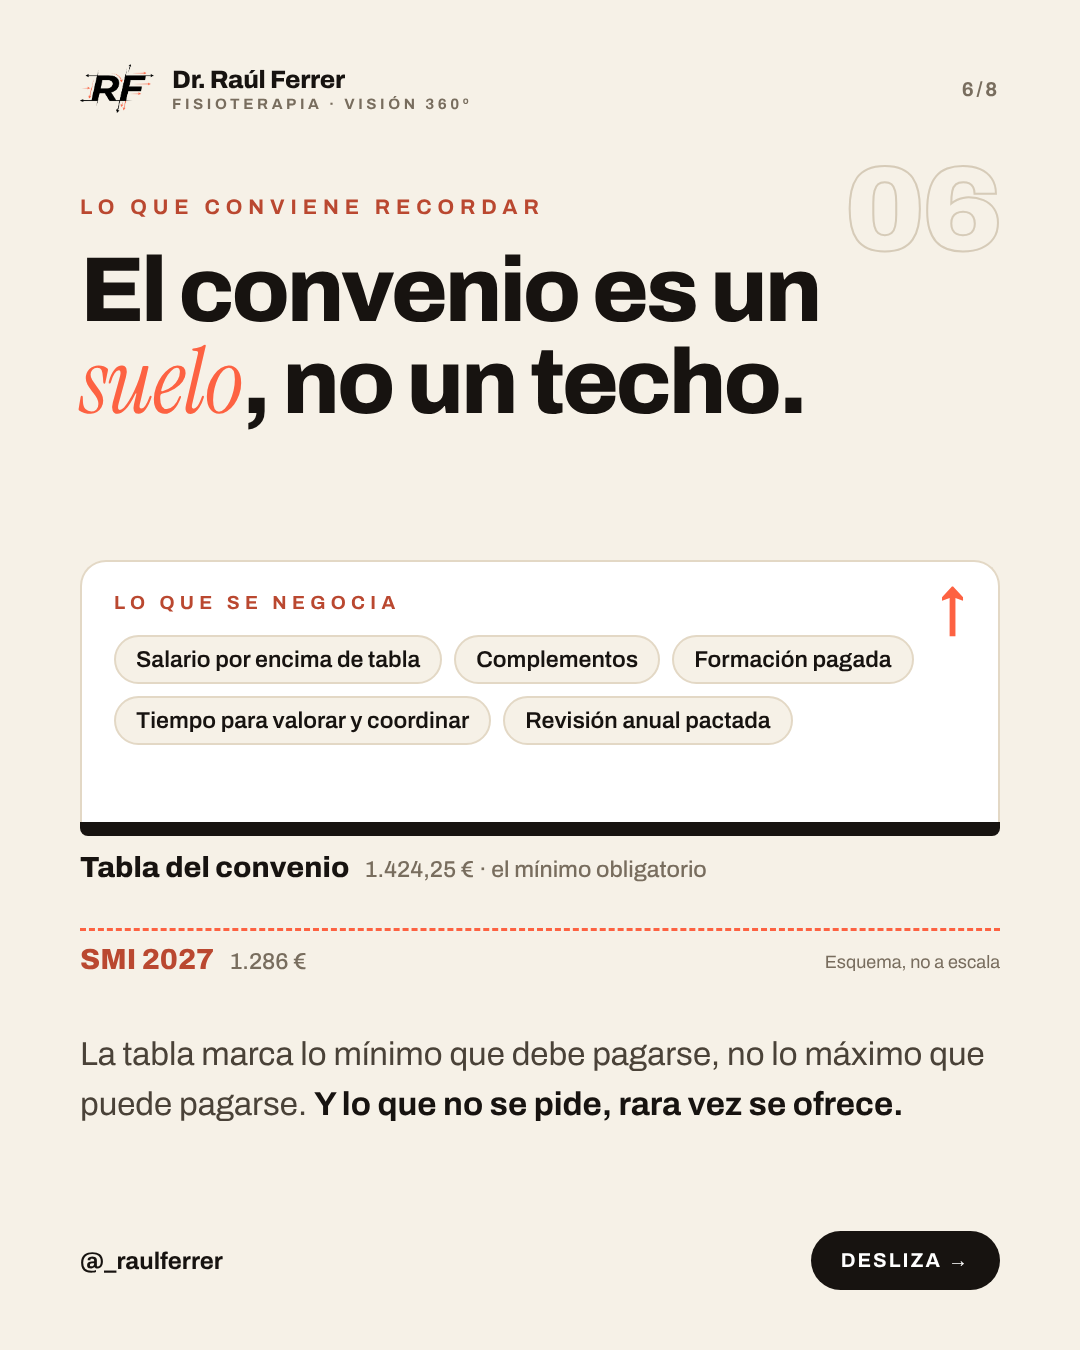 RF
Dr. Raúl Ferrer
FISIOTERAPIA · VISIÓN 360º
6/8
06
LO QUE CONVIENE RECORDAR
El convenio es un
suelo, no un techo.
LO QUE SE NEGOCIA
↑
Salario por encima de tabla
Complementos
Formación pagada
Tiempo para valorar y coordinar
Revisión anual pactada
Tabla del convenio 1.424,25 € · el mínimo obligatorio
SMI 2027 1.286 €
Esquema, no a escala
La tabla marca lo mínimo que debe pagarse, no lo máximo que
puede pagarse. Y lo que no se pide, rara vez se ofrece.
@_raulferrer
DESLIZA →